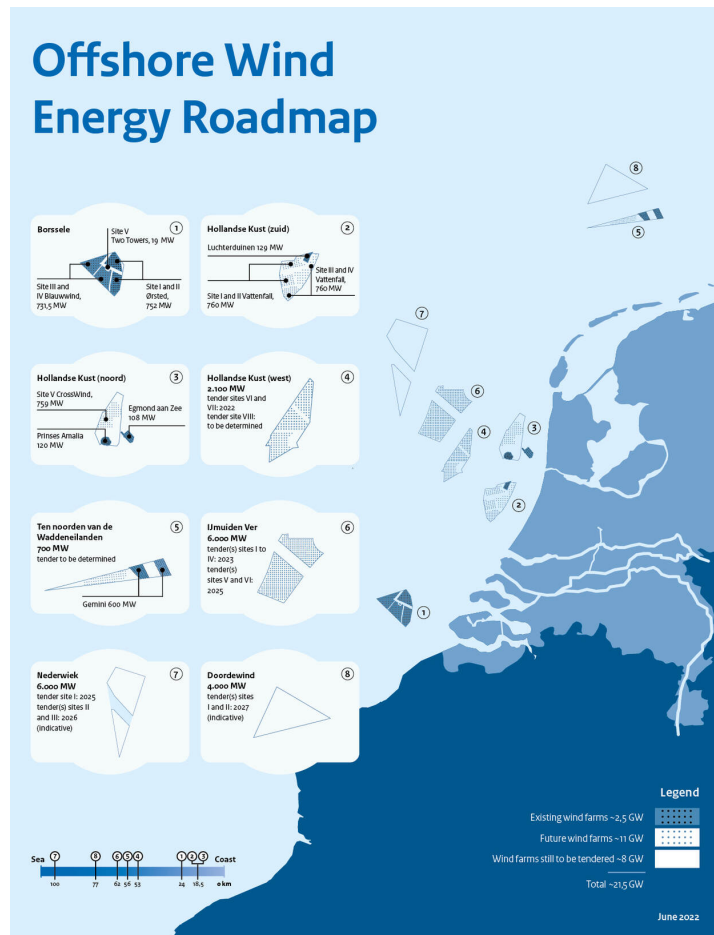 Offshore Wind
Energy Roadmap
Borssele
1
Site V
Two Towers, 19 MW
Site III and
IV Blauwwind,
731,5 MW
Site I and II
Ørsted,
752 MW
Hollandse Kust (zuid)
2
Luchterduinen 129 MW
Site III and IV
Vattenfall,
760 MW
Site I and II Vattenfall,
760 MW
Hollandse Kust (noord)
3
Site V CrossWind,
759 MW
Egmond aan Zee
108 MW
Prinses Amalia
120 MW
Hollandse Kust (west)
4
2.100 MW
tender sites VI and
VII: 2022
tender site VIII:
to be determined
Ten noorden van de
Waddeneilanden
5
700 MW
tender to be determined
Gemini 600 MW
IJmuiden Ver
6
6.000 MW
tender(s) sites I to
IV: 2023
tender(s)
sites V and VI:
2025
Nederwiek
7
6.000 MW
tender site I: 2025
tender(s) sites II
and III: 2026
(indicative)
Doordewind
8
4.000 MW
tender(s) sites
I and II: 2027
(indicative)
8
5
7
6
4
3
2
1
Sea 7 8 6 5 4 1 2 3 Coast
100 77 62 56 53 24 18,5 0 km
Legend
Existing wind farms ~2,5 GW
Future wind farms ~11 GW
Wind farms still to be tendered ~8 GW
Total ~21,5 GW
June 2022